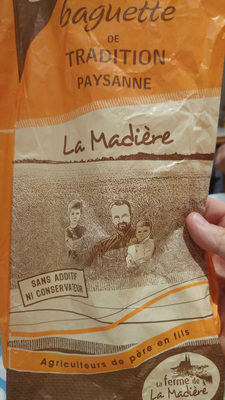 baguette
DE
TRADITION
PAYSANNE
La Madière
SANS ADDITIF
NI CONSERVATEUR
Agriculteurs de père en fils
la ferme de
La Madière